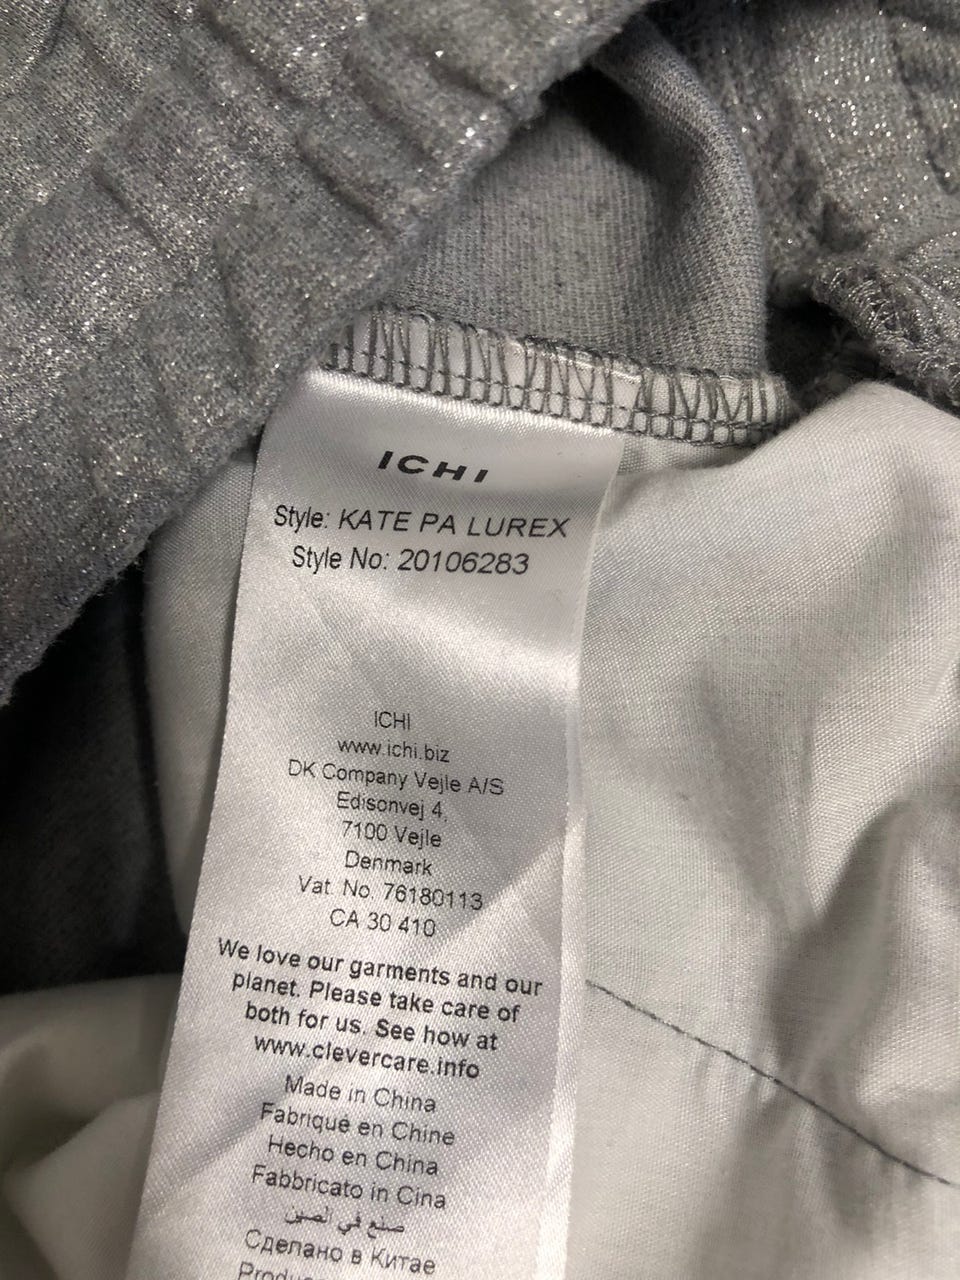 ICHI
Style: KATE PA LUREX
Style No: 20106283
ICHI
www.ichi.biz
DK Company Vejle A/S
Edisonvej 4,
7100 Vejle
Denmark
Vat. No. 76180113
CA 30 410
We love our garments and our
planet. Please take care of
both for us. See how at
www.clevercare.info
Made in China
Fabriqué en Chine
Hecho en China
Fabbricato in Cina
صنع في الصين
Сделано в Китае